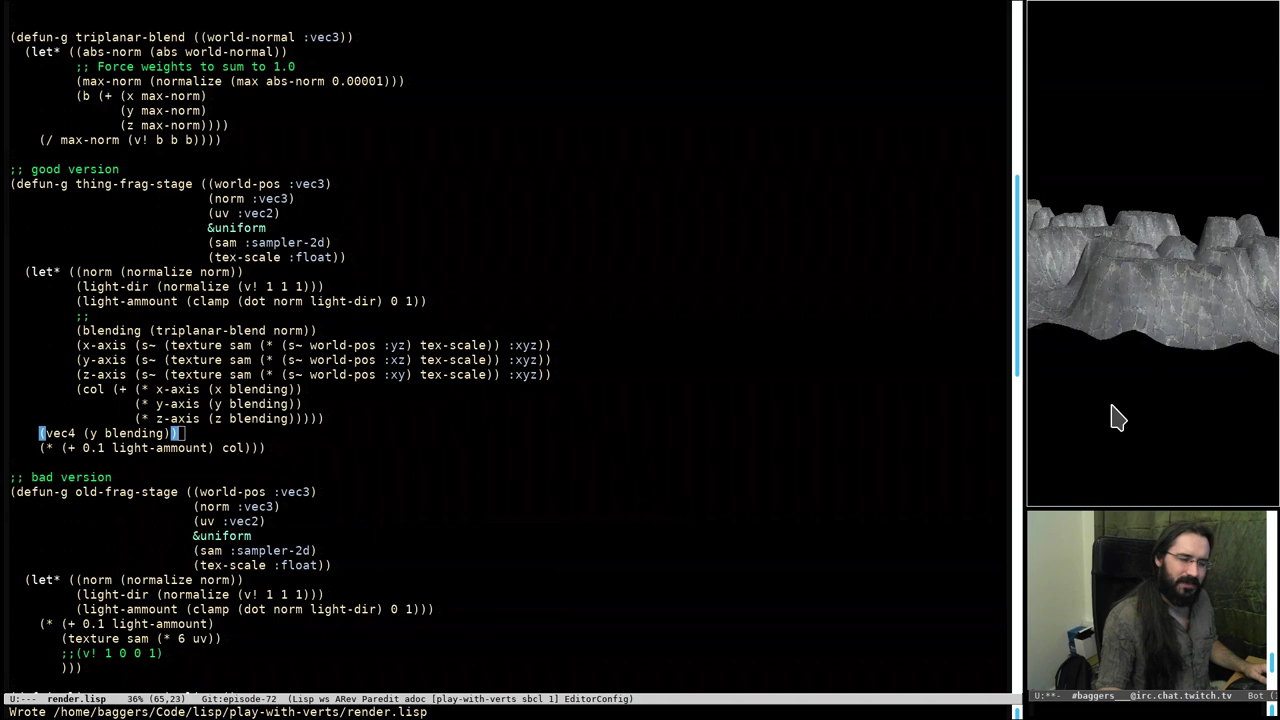 (defun-g triplanar-blend ((world-normal :vec3))
  (let* ((abs-norm (abs world-normal))
         ;; Force weights to sum to 1.0
         (max-norm (normalize (max abs-norm 0.00001)))
         (b (+ (x max-norm)
               (y max-norm)
               (z max-norm))))
    (/ max-norm (v! b b b))))
;; good version
(defun-g thing-frag-stage ((world-pos :vec3)
                           (norm :vec3)
                           (uv :vec2)
                           &uniform
                           (sam :sampler-2d)
                           (tex-scale :float))
  (let* ((norm (normalize norm))
         (light-dir (normalize (v! 1 1 1)))
         (light-ammount (clamp (dot norm light-dir) 0 1))
         ;;
         (blending (triplanar-blend norm))
         (x-axis (s~ (texture sam (* (s~ world-pos :yz) tex-scale)) :xyz))
         (y-axis (s~ (texture sam (* (s~ world-pos :xz) tex-scale)) :xyz))
         (z-axis (s~ (texture sam (* (s~ world-pos :xy) tex-scale)) :xyz))
         (col (+ (* x-axis (x blending))
                 (* y-axis (y blending))
                 (* z-axis (z blending)))))
    (vec4 (y blending))
    (* (+ 0.1 light-ammount) col)))
;; bad version
(defun-g old-frag-stage ((world-pos :vec3)
                         (norm :vec3)
                         (uv :vec2)
                         &uniform
                         (sam :sampler-2d)
                         (tex-scale :float))
  (let* ((norm (normalize norm))
         (light-dir (normalize (v! 1 1 1)))
         (light-ammount (clamp (dot norm light-dir) 0 1)))
    (* (+ 0.1 light-ammount)
       (texture sam (* 6 uv))
       ;;(v! 1 0 0 1)
       )))
U:--- render.lisp 36% (65,23) Git:episode-72 (Lisp ws ARev Paredit adoc [play-with-verts sbcl 1] EditorConfig)
U:**- #baggers__@irc.chat.twitch.tv Bot (
Wrote /home/baggers/Code/lisp/play-with-verts/render.lisp